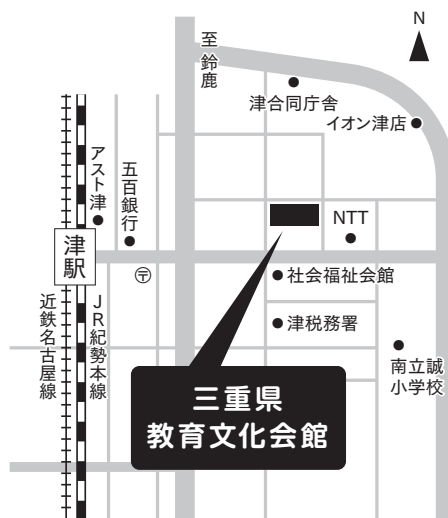 N
至鈴鹿
津合同庁舎
イオン津店
アスト津
五百銀行
NTT
津駅
〒
社会福祉会館
近鉄名古屋線
JR紀勢本線
津税務署
南立誠
小学校
三重県
教育文化会館